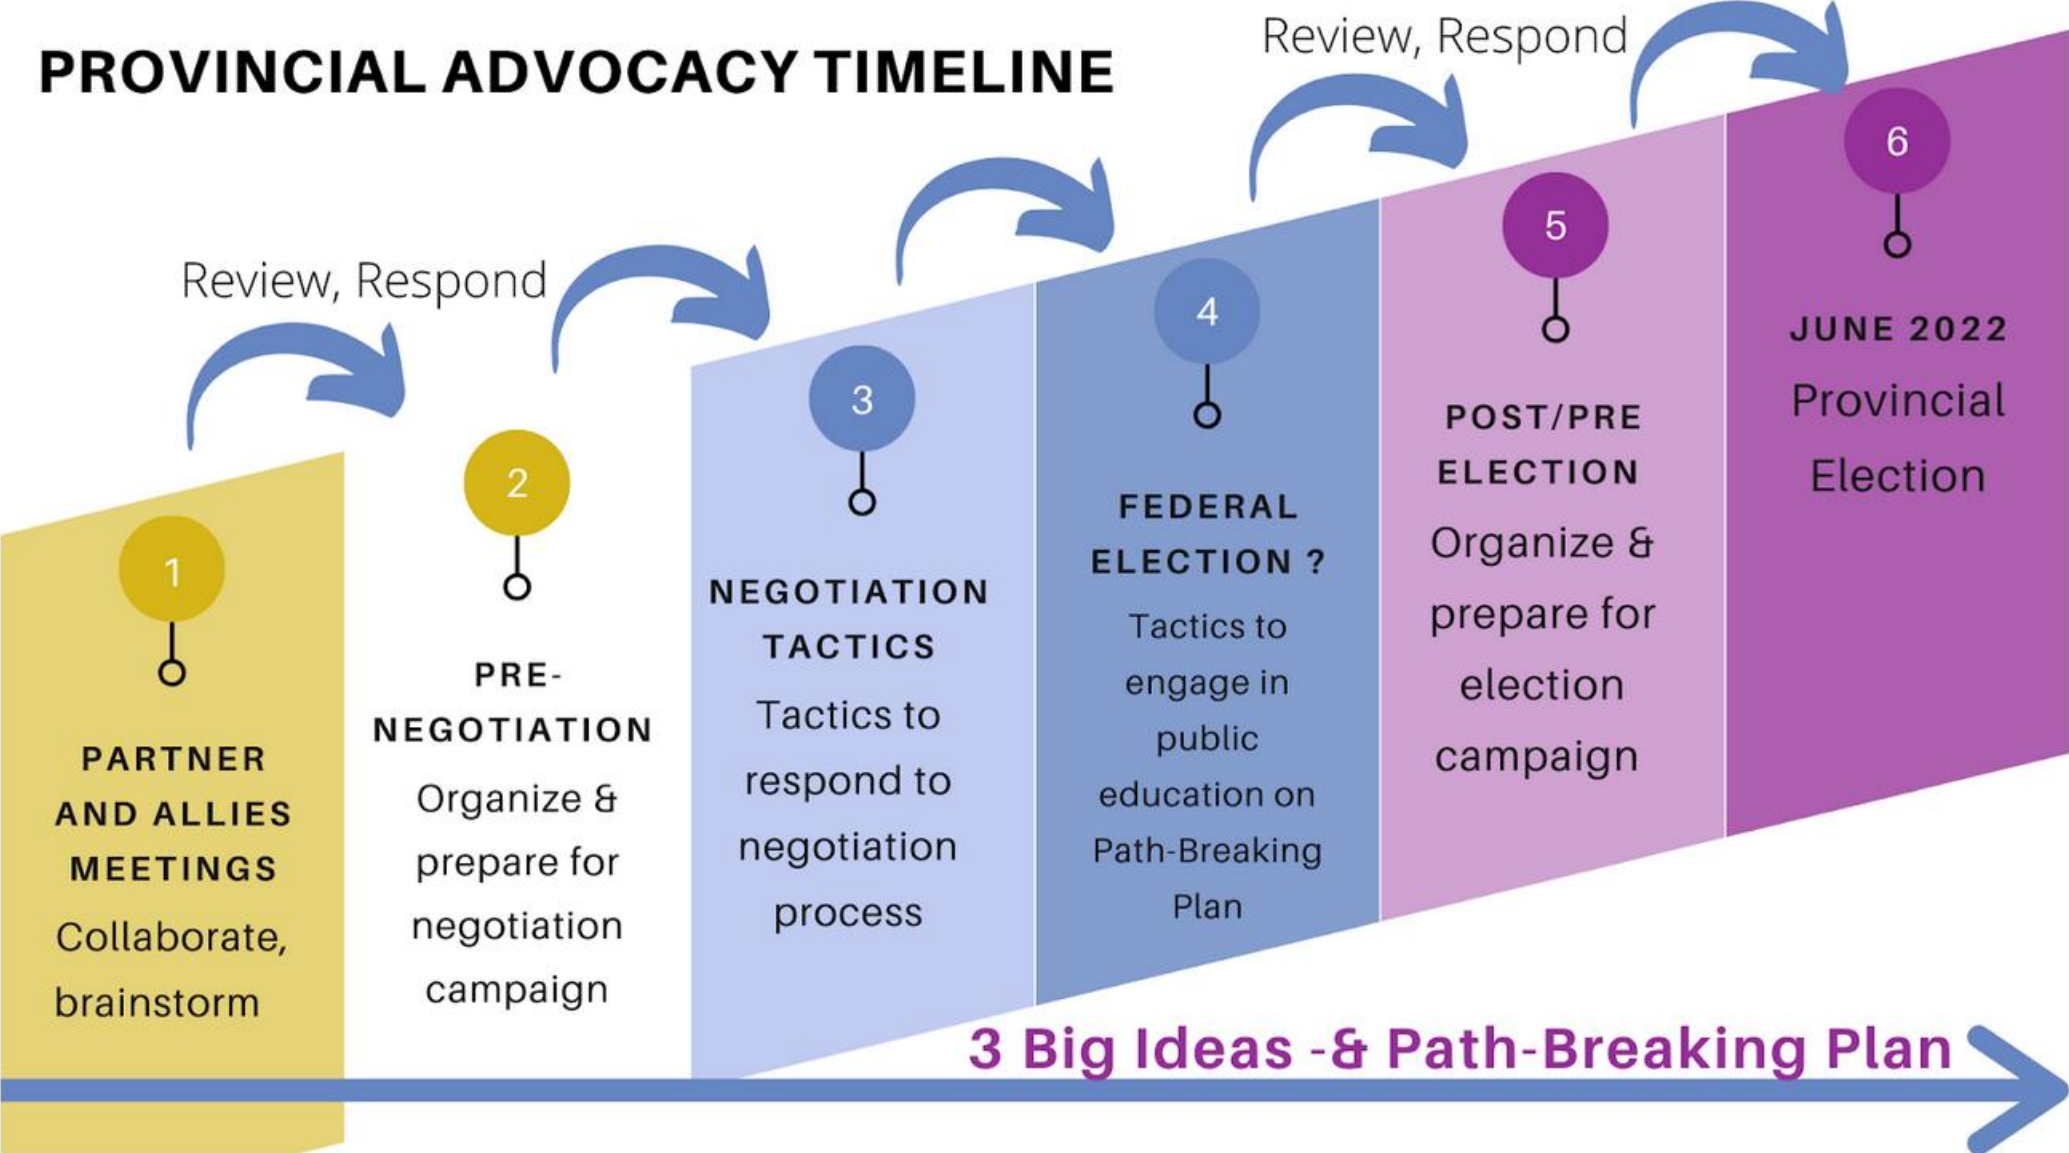 PROVINCIAL ADVOCACY TIMELINE
Review, Respond
Review, Respond
1
PARTNER
AND ALLIES
MEETINGS
Collaborate,
brainstorm
2
PRE-
NEGOTIATION
Organize &
prepare for
negotiation
campaign
3
NEGOTIATION
TACTICS
Tactics to
respond to
negotiation
process
4
FEDERAL
ELECTION ?
Tactics to
engage in
public
education on
Path-Breaking
Plan
5
POST/PRE
ELECTION
Organize &
prepare for
election
campaign
6
JUNE 2022
Provincial
Election
3 Big Ideas -& Path-Breaking Plan